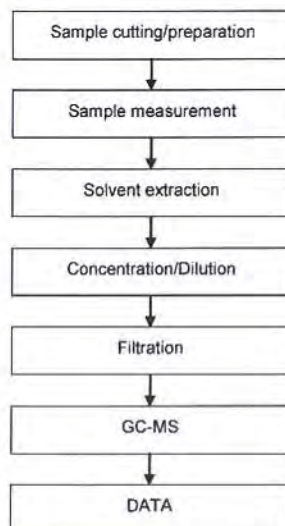 Sample cutting/preparation
Sample measurement
Solvent extraction
Concentration/Dilution
Filtration
GC-MS
DATA